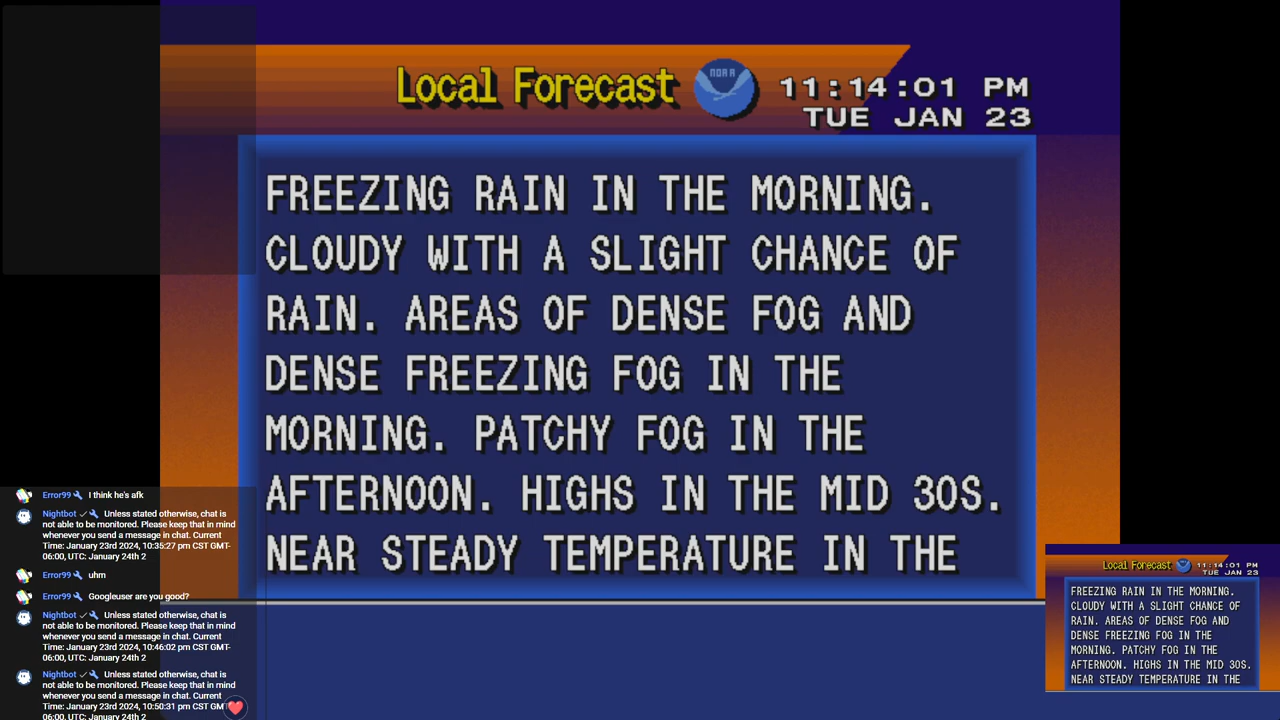 Local Forecast
NOAA
11:14:01 PM
TUE JAN 23
FREEZING RAIN IN THE MORNING.
CLOUDY WITH A SLIGHT CHANCE OF
RAIN. AREAS OF DENSE FOG AND
DENSE FREEZING FOG IN THE
MORNING. PATCHY FOG IN THE
AFTERNOON. HIGHS IN THE MID 30S.
NEAR STEADY TEMPERATURE IN THE
Error99 I think he's afk
Nightbot Unless stated otherwise, chat is
not able to be monitored. Please keep that in mind
whenever you send a message in chat. Current
Time: January 23rd 2024, 10:35:27 pm CST GMT-
06:00, UTC: January 24th 2
Error99 uhm
Error99 Googleuser are you good?
Nightbot Unless stated otherwise, chat is
not able to be monitored. Please keep that in mind
whenever you send a message in chat. Current
Time: January 23rd 2024, 10:46:02 pm CST GMT-
06:00, UTC: January 24th 2
Nightbot Unless stated otherwise, chat is
not able to be monitored. Please keep that in mind
whenever you send a message in chat. Current
Time: January 23rd 2024, 10:50:31 pm CST GMT-
06:00, UTC: January 24th 2
Local Forecast
11:14:01 PM
TUE JAN 23
FREEZING RAIN IN THE MORNING.
CLOUDY WITH A SLIGHT CHANCE OF
RAIN. AREAS OF DENSE FOG AND
DENSE FREEZING FOG IN THE
MORNING. PATCHY FOG IN THE
AFTERNOON. HIGHS IN THE MID 30S.
NEAR STEADY TEMPERATURE IN THE